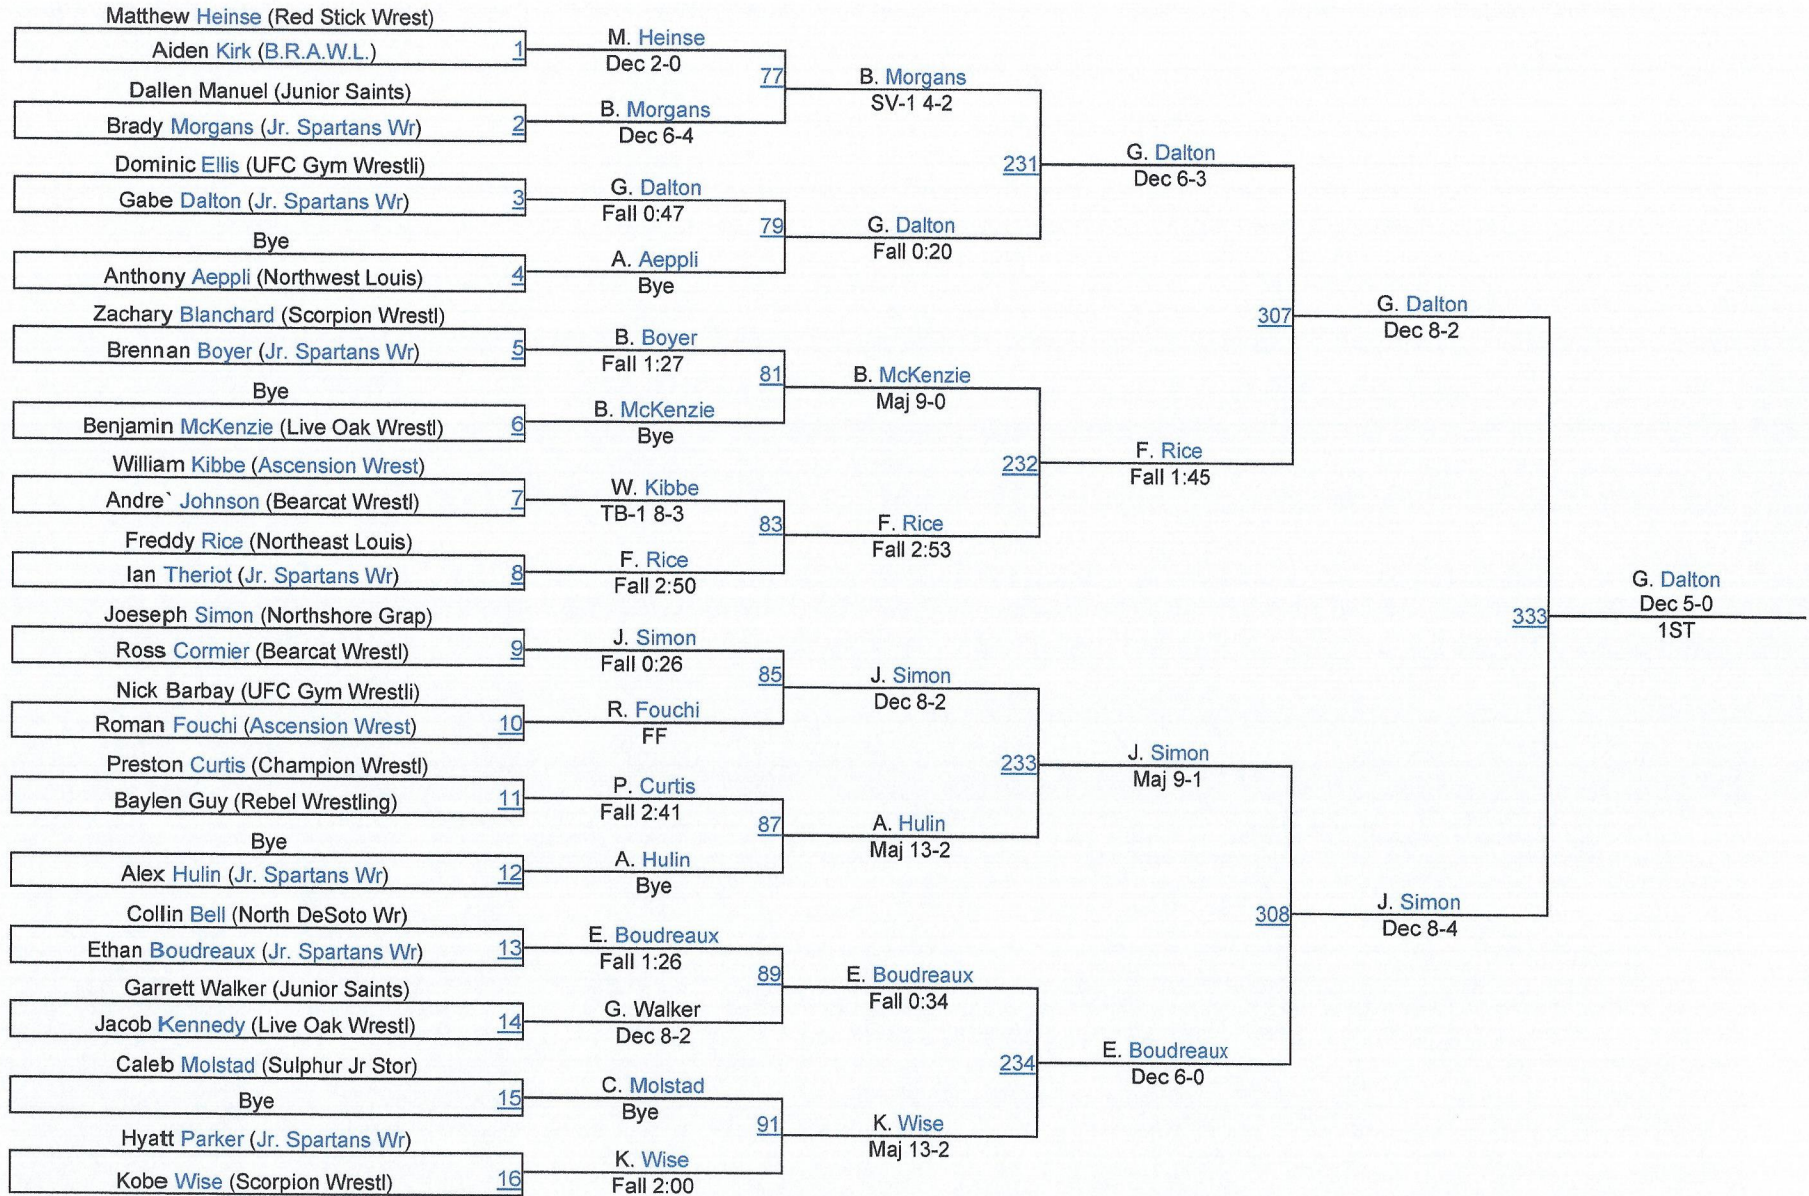 Matthew Heinse (Red Stick Wrest)
Aiden Kirk (B.R.A.W.L.) 1
Dallen Manuel (Junior Saints)
Brady Morgans (Jr. Spartans Wr) 2
Dominic Ellis (UFC Gym Wrestli)
Gabe Dalton (Jr. Spartans Wr) 3
Bye
Anthony Aeppli (Northwest Louis) 4
Zachary Blanchard (Scorpion Wrestl)
Brennan Boyer (Jr. Spartans Wr) 5
Bye
Benjamin McKenzie (Live Oak Wrestl) 6
William Kibbe (Ascension Wrest)
Andre` Johnson (Bearcat Wrestl) 7
Freddy Rice (Northeast Louis)
Ian Theriot (Jr. Spartans Wr) 8
Joeseph Simon (Northshore Grap)
Ross Cormier (Bearcat Wrestl) 9
Nick Barbay (UFC Gym Wrestli)
Roman Fouchi (Ascension Wrest) 10
Preston Curtis (Champion Wrestl)
Baylen Guy (Rebel Wrestling) 11
Bye
Alex Hulin (Jr. Spartans Wr) 12
Collin Bell (North DeSoto Wr)
Ethan Boudreaux (Jr. Spartans Wr) 13
Garrett Walker (Junior Saints)
Jacob Kennedy (Live Oak Wrestl) 14
Caleb Molstad (Sulphur Jr Stor)
Bye 15
Hyatt Parker (Jr. Spartans Wr)
Kobe Wise (Scorpion Wrestl) 16
M. Heinse
Dec 2-0
77
B. Morgans
Dec 6-4
G. Dalton
Fall 0:47
79
A. Aeppli
Bye
B. Boyer
Fall 1:27
81
B. McKenzie
Bye
W. Kibbe
TB-1 8-3
83
F. Rice
Fall 2:50
J. Simon
Fall 0:26
85
R. Fouchi
FF
P. Curtis
Fall 2:41
87
A. Hulin
Bye
E. Boudreaux
Fall 1:26
89
G. Walker
Dec 8-2
C. Molstad
Bye
91
K. Wise
Fall 2:00
B. Morgans
SV-1 4-2
231
G. Dalton
Fall 0:20
B. McKenzie
Maj 9-0
232
F. Rice
Fall 2:53
J. Simon
Dec 8-2
233
A. Hulin
Maj 13-2
E. Boudreaux
Fall 0:34
234
K. Wise
Maj 13-2
G. Dalton
Dec 6-3
307
F. Rice
Fall 1:45
J. Simon
Maj 9-1
308
E. Boudreaux
Dec 6-0
G. Dalton
Dec 8-2
333
J. Simon
Dec 8-4
G. Dalton
Dec 5-0
1ST